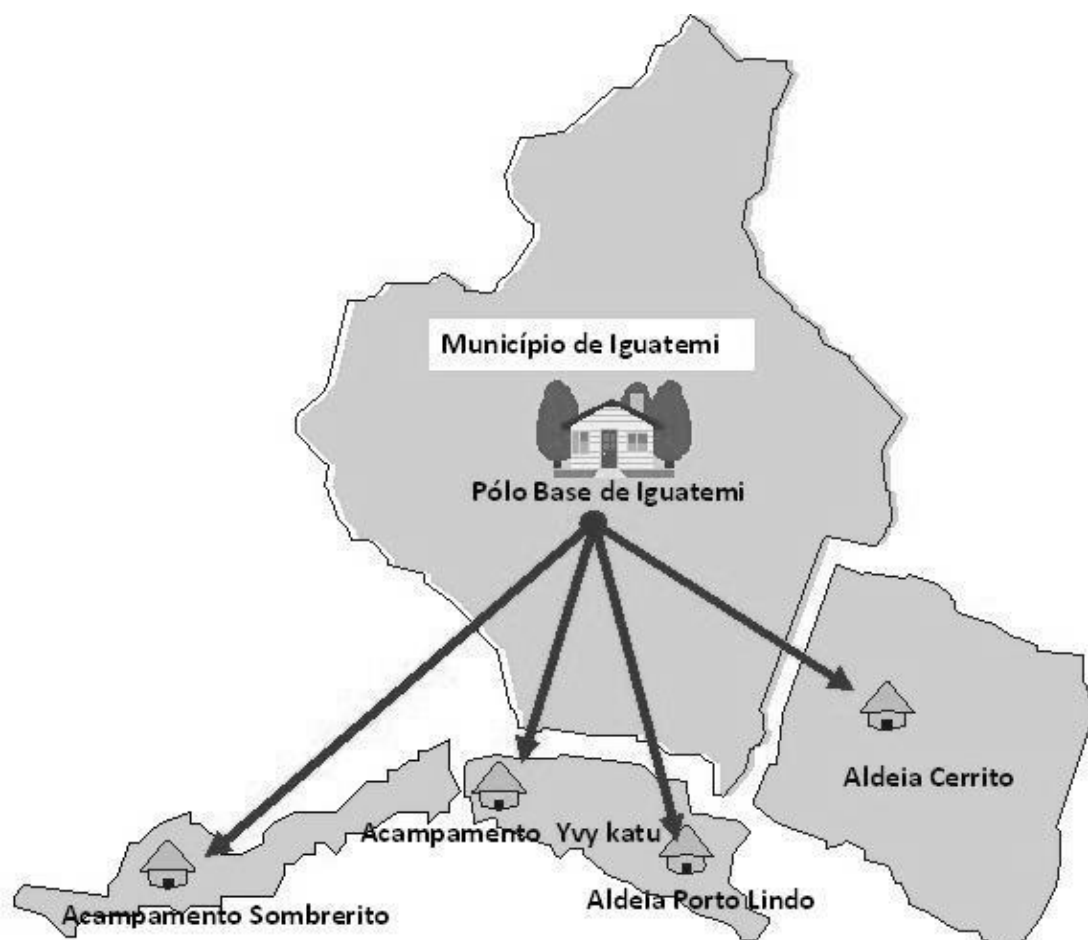 Município de Iguatemi
Pólo Base de Iguatemi
Aldeia Cerrito
Acampamento Yvy katu
Aldeia Porto Lindo
Acampamento Sombrerito